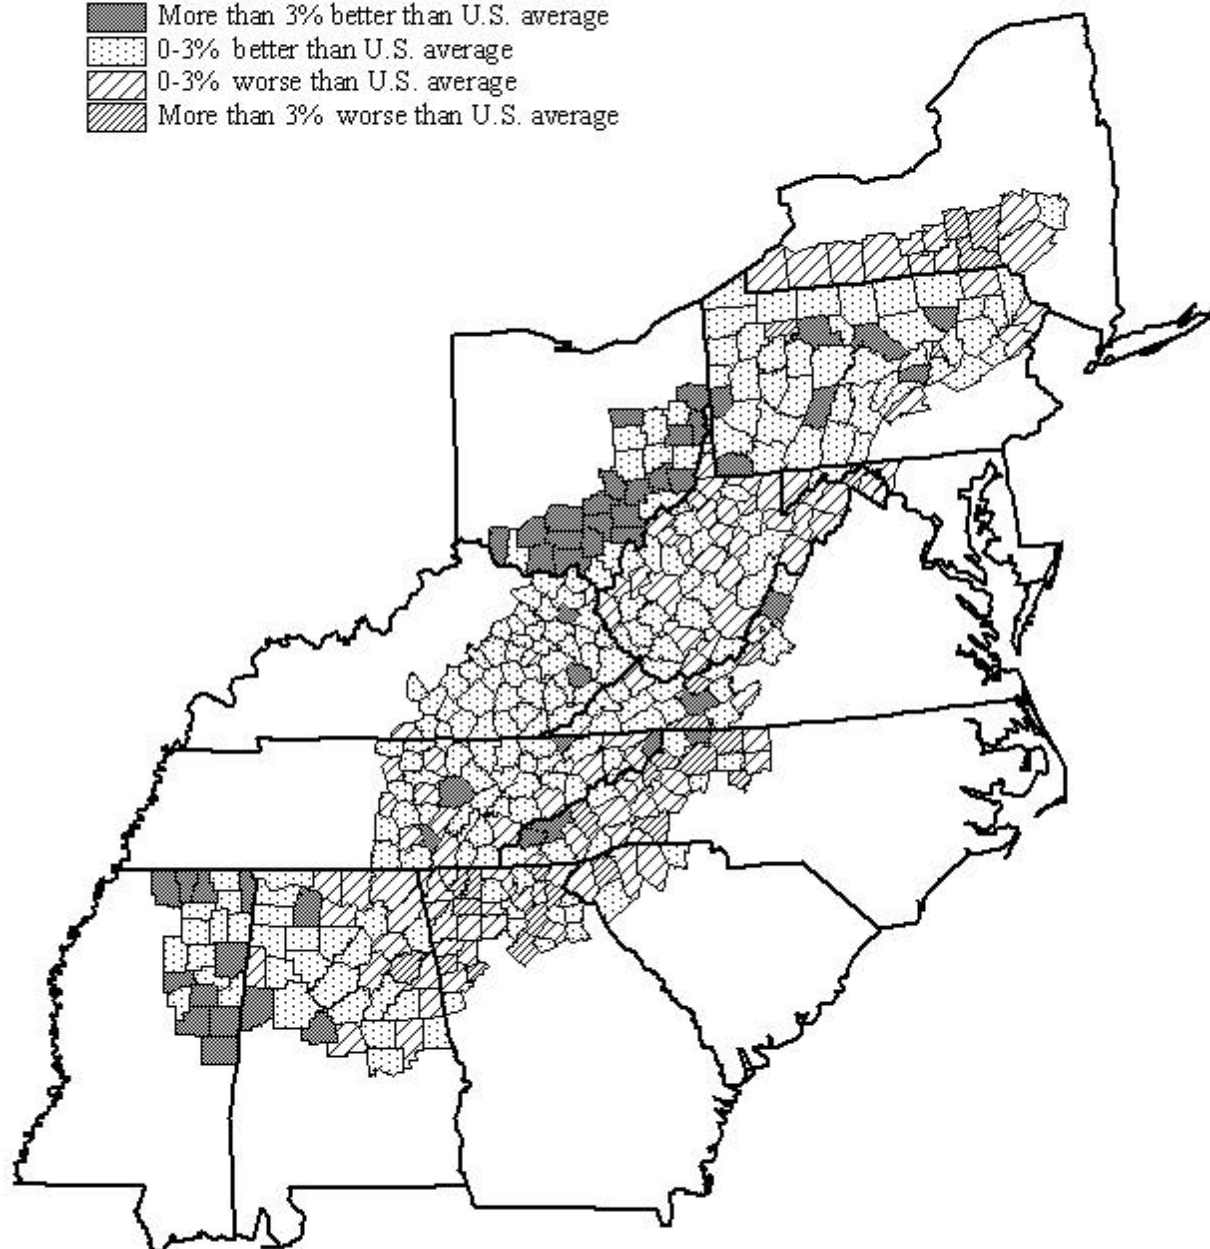 More than 3% better than U.S. average
0-3% better than U.S. average
0-3% worse than U.S. average
More than 3% worse than U.S. average